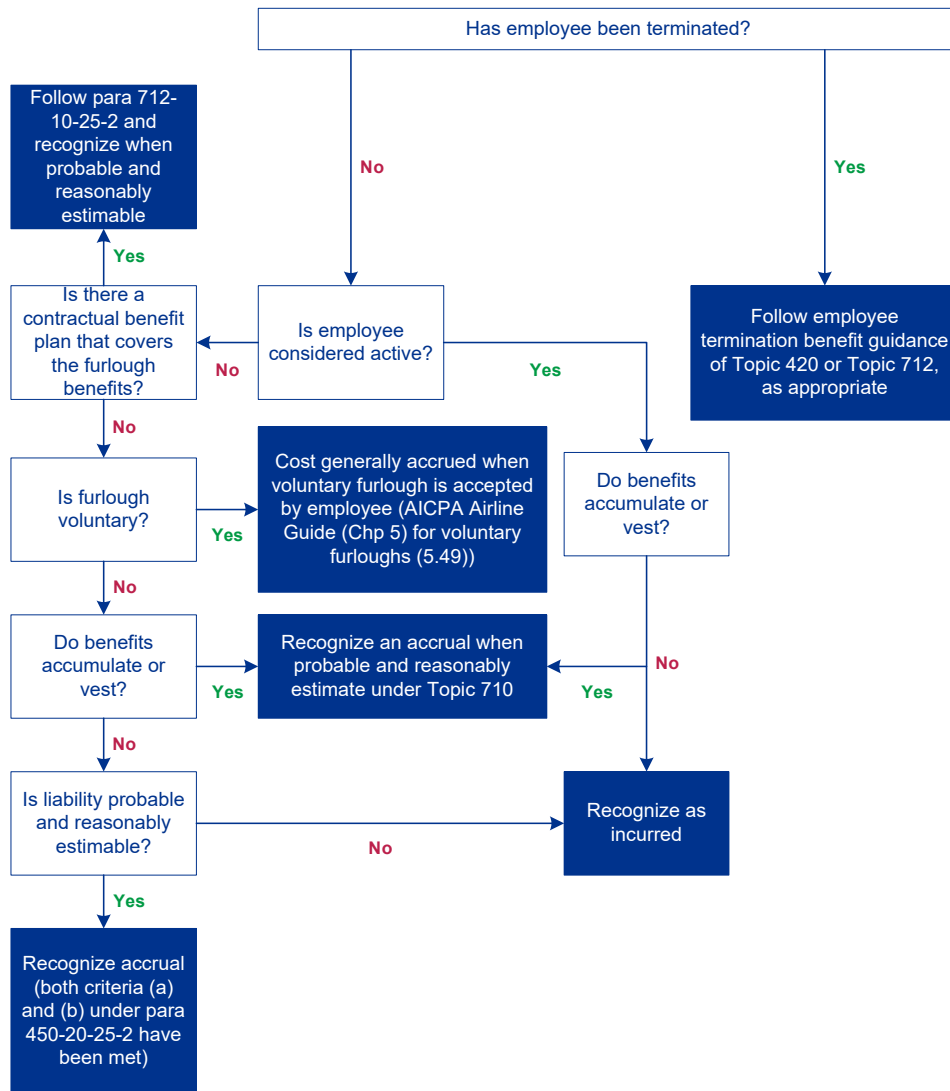 Has employee been terminated?
Follow para 712-
10-25-2 and
recognize when
probable and
reasonably
estimable
No
Yes
Yes
Is there a
contractual benefit
plan that covers
the furlough
benefits?
No
Is employee
considered active?
Yes
Follow employee
termination benefit guidance
of Topic 420 or Topic 712,
as appropriate
No
Is furlough
voluntary?
Yes
Cost generally accrued when
voluntary furlough is accepted
by employee (AICPA Airline
Guide (Chp 5) for voluntary
furloughs (5.49))
Do benefits
accumulate or
vest?
No
Do benefits
accumulate or
vest?
Yes
Recognize an accrual when
probable and reasonably
estimate under Topic 710
Yes
No
No
Is liability probable
and reasonably
estimable?
No
Recognize as
incurred
Yes
Recognize accrual
(both criteria (a)
and (b) under para
450-20-25-2 have
been met)